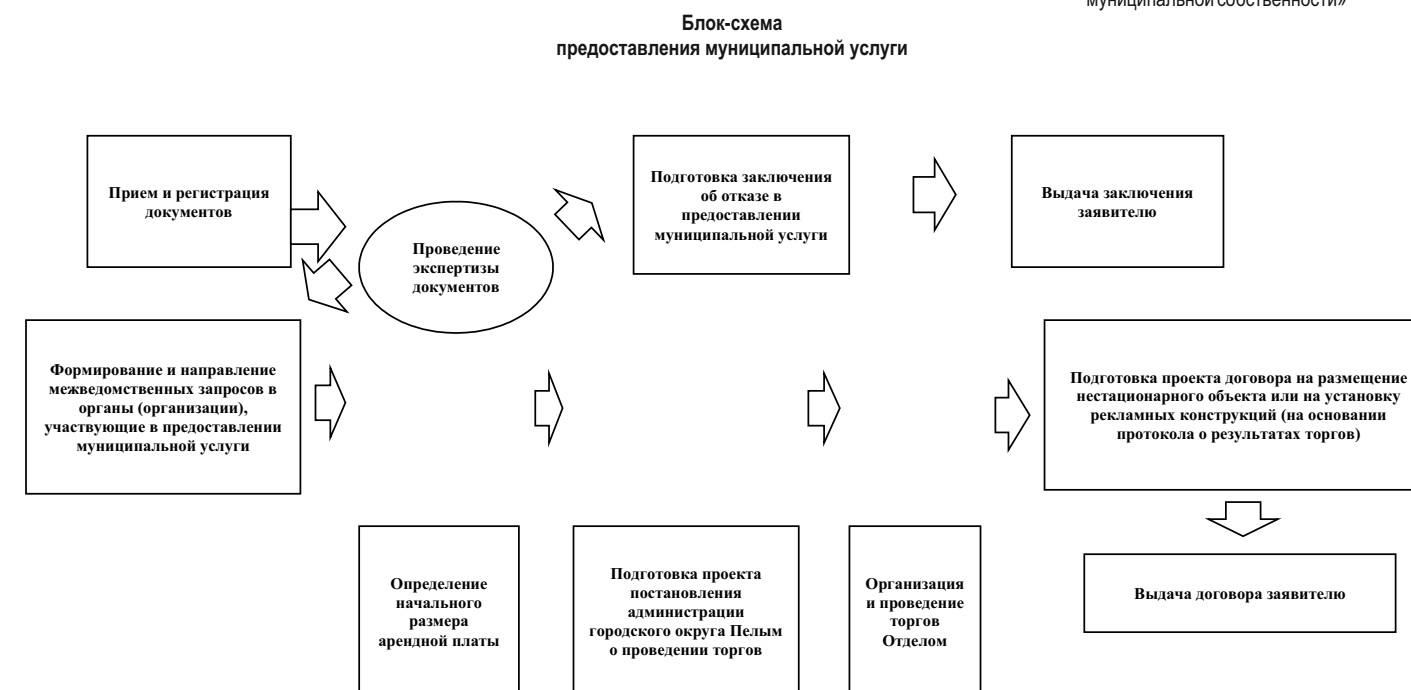 муниципальной собственности»
Блок-схема
предоставления муниципальной услуги
Прием и регистрация
документов
Проведение
экспертизы
документов
Подготовка заключения
об отказе в
предоставлении
муниципальной услуги
Выдача заключения
заявителю
Формирование и направление
межведомственных запросов в
органы (организации),
участвующие в предоставлении
муниципальной услуги
Подготовка проекта договора на размещение
нестационарного объекта или на установку
рекламных конструкций (на основании
протокола о результатах торгов)
Определение
начального
размера
арендной платы
Подготовка проекта
постановления
администрации
городского округа Пелым
о проведении торгов
Организация
и проведение
торгов
Отделом
Выдача договора заявителю